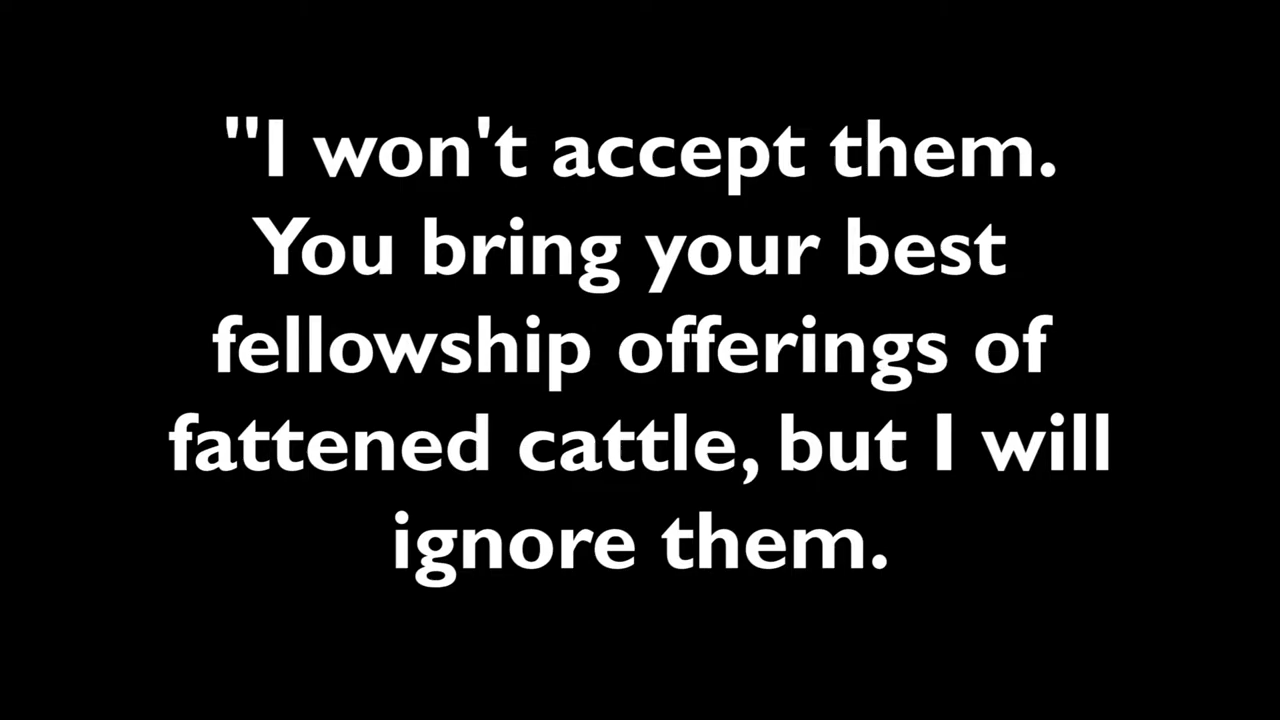 "I won't accept them.
You bring your best
fellowship offerings of
fattened cattle, but I will
ignore them.